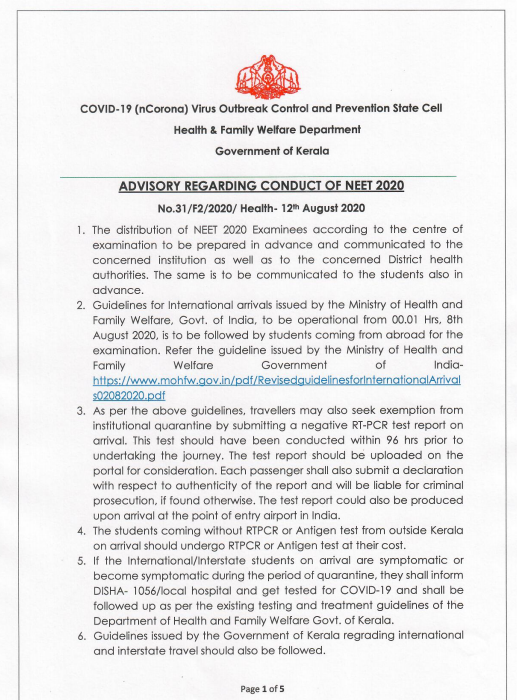 COVID-19 (nCorona) Virus Outbreak Control and Prevention State Cell
Health & Family Welfare Department
Government of Kerala
ADVISORY REGARDING CONDUCT OF NEET 2020
No.31/F2/2020/ Health- 12th August 2020
1. The distribution of NEET 2020 Examinees according to the centre of
examination to be prepared in advance and communicated to the
concerned institution as well as to the concerned District health
authorities. The same is to be communicated to the students also in
advance.
2. Guidelines for International arrivals issued by the Ministry of Health and
Family Welfare, Govt. of India, to be operational from 00.01 Hrs, 8th
August 2020, is to be followed by students coming from abroad for the
examination. Refer the guideline issued by the Ministry of Health and
Family Welfare Government of India-
https://www.mohfw.gov.in/pdf/RevisedguidelinesforInternationalArrival
s02082020.pdf
3. As per the above guidelines, travellers may also seek exemption from
institutional quarantine by submitting a negative RT-PCR test report on
arrival. This test should have been conducted within 96 hrs prior to
undertaking the journey. The test report should be uploaded on the
portal for consideration. Each passenger shall also submit a declaration
with respect to authenticity of the report and will be liable for criminal
prosecution, if found otherwise. The test report could also be produced
upon arrival at the point of entry airport in India.
4. The students coming without RTPCR or Antigen test from outside Kerala
on arrival should undergo RTPCR or Antigen test at their cost.
5. If the International/Interstate students on arrival are symptomatic or
become symptomatic during the period of quarantine, they shall inform
DISHA- 1056/local hospital and get tested for COVID-19 and shall be
followed up as per the existing testing and treatment guidelines of the
Department of Health and Family Welfare Govt. of Kerala.
6. Guidelines issued by the Government of Kerala regrading international
and interstate travel should also be followed.
Page 1 of 5